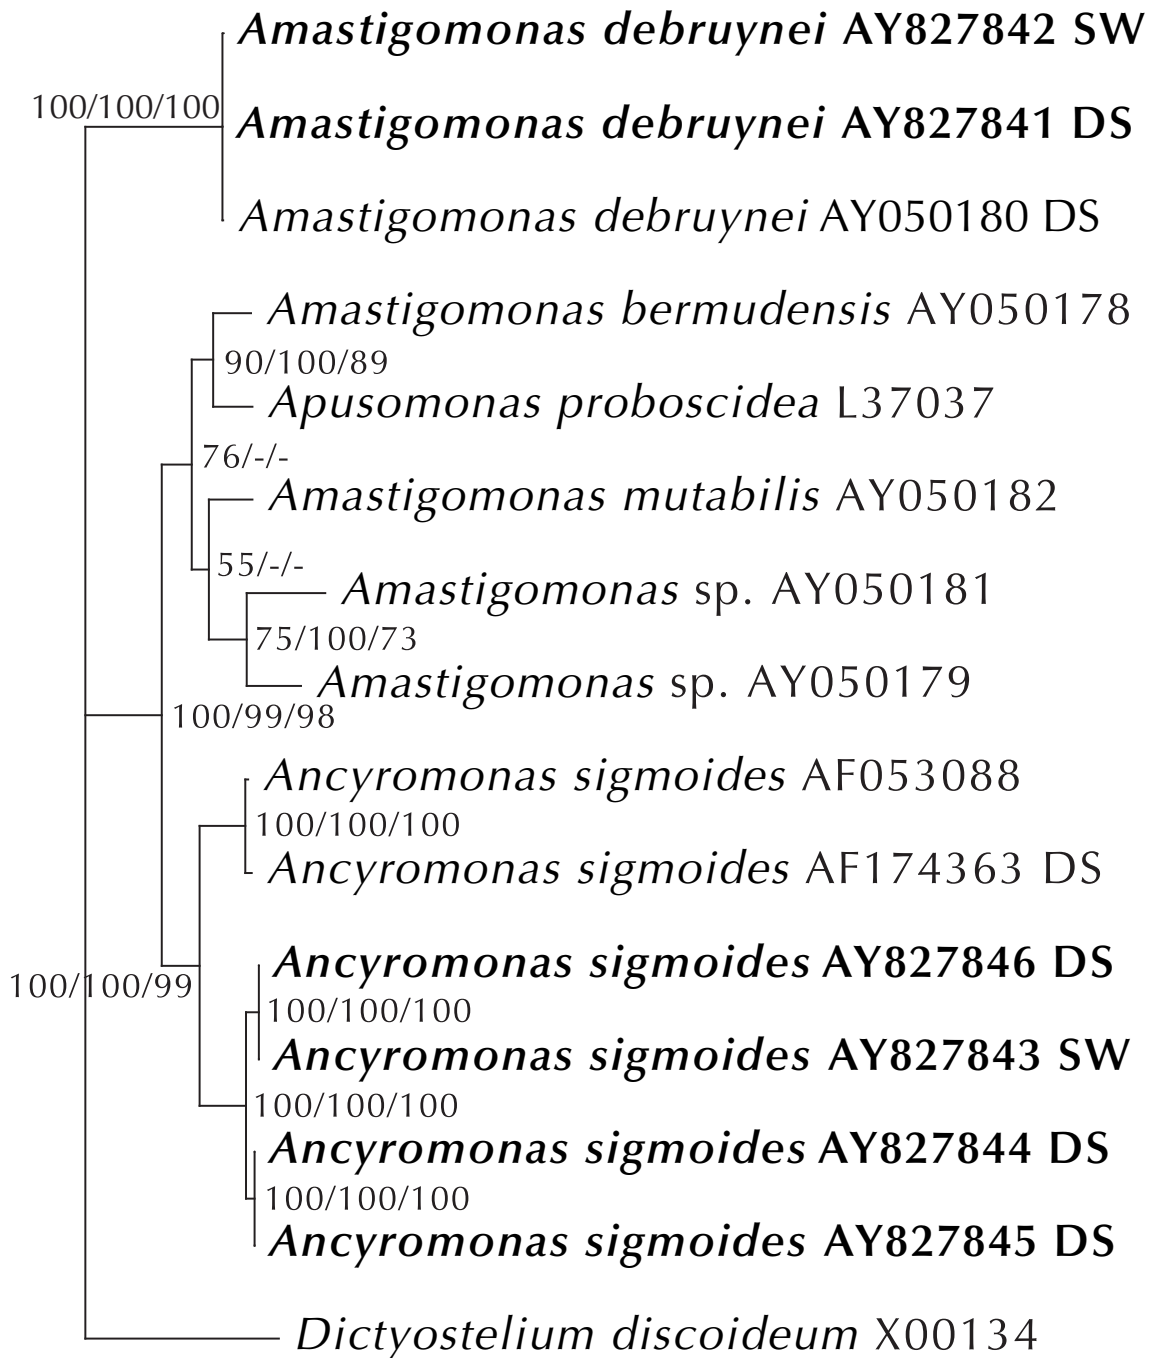 Amastigomonas debruynei AY827842 SW
100/100/100
Amastigomonas debruynei AY827841 DS
Amastigomonas debruynei AY050180 DS
Amastigomonas bermudensis AY050178
90/100/89
Apusomonas proboscidea L37037
76/-/-
Amastigomonas mutabilis AY050182
55/-/-
Amastigomonas sp. AY050181
75/100/73
Amastigomonas sp. AY050179
100/99/98
Ancyromonas sigmoides AF053088
100/100/100
Ancyromonas sigmoides AF174363 DS
Ancyromonas sigmoides AY827846 DS
100/100/99
100/100/100
Ancyromonas sigmoides AY827843 SW
100/100/100
Ancyromonas sigmoides AY827844 DS
100/100/100
Ancyromonas sigmoides AY827845 DS
Dictyostelium discoideum X00134